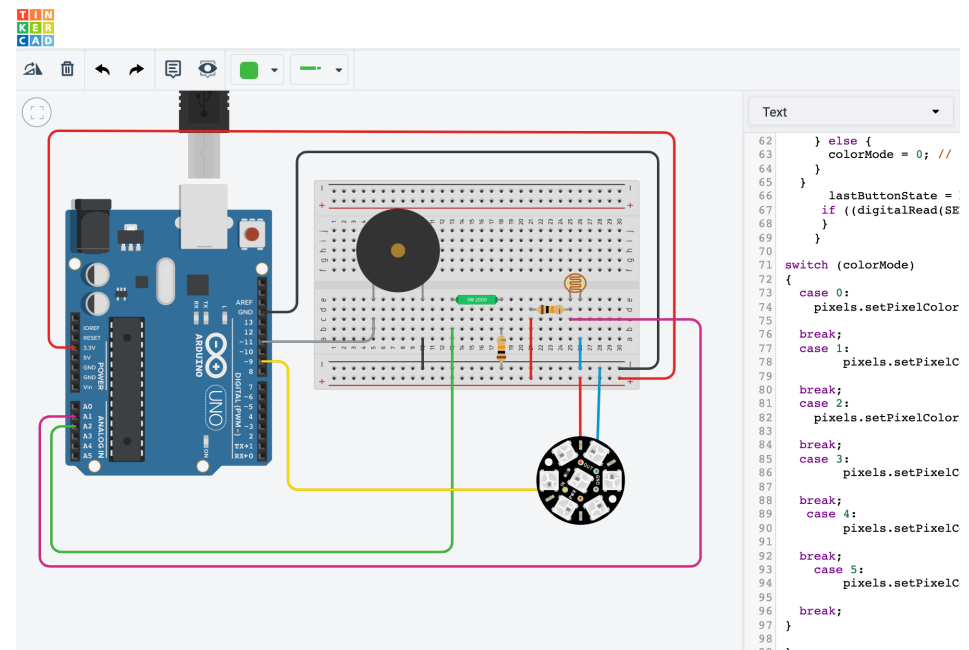 TIN
KER
CAD
Text
62 } else {
63 colorMode = 0; //
64 }
65 }
66 lastButtonState =
67 if ((digitalRead(SE
68 }
69 }
70
71 switch (colorMode)
72 {
73 case 0:
74 pixels.setPixelColor
75
76 break;
77 case 1:
78 pixels.setPixelC
79
80 break;
81 case 2:
82 pixels.setPixelColor
83
84 break;
85 case 3:
86 pixels.setPixelC
87
88 break;
89 case 4:
90 pixels.setPixelC
91
92 break;
93 case 5:
94 pixels.setPixelC
95
96 break;
97 }
98
AREF
GND
13
12
~11
~10
~9
8
7
~6
~5
4
~3
2
TX→1
RX←0
IOREF
RESET
3.3V
5V
GND
GND
Vin
A0
A1
A2
A3
A4
A5
POWER
ANALOG IN
DIGITAL (PWM~)
ARDUINO
UNO
TX
RX
L
ON
SW 200D
OUT
GND